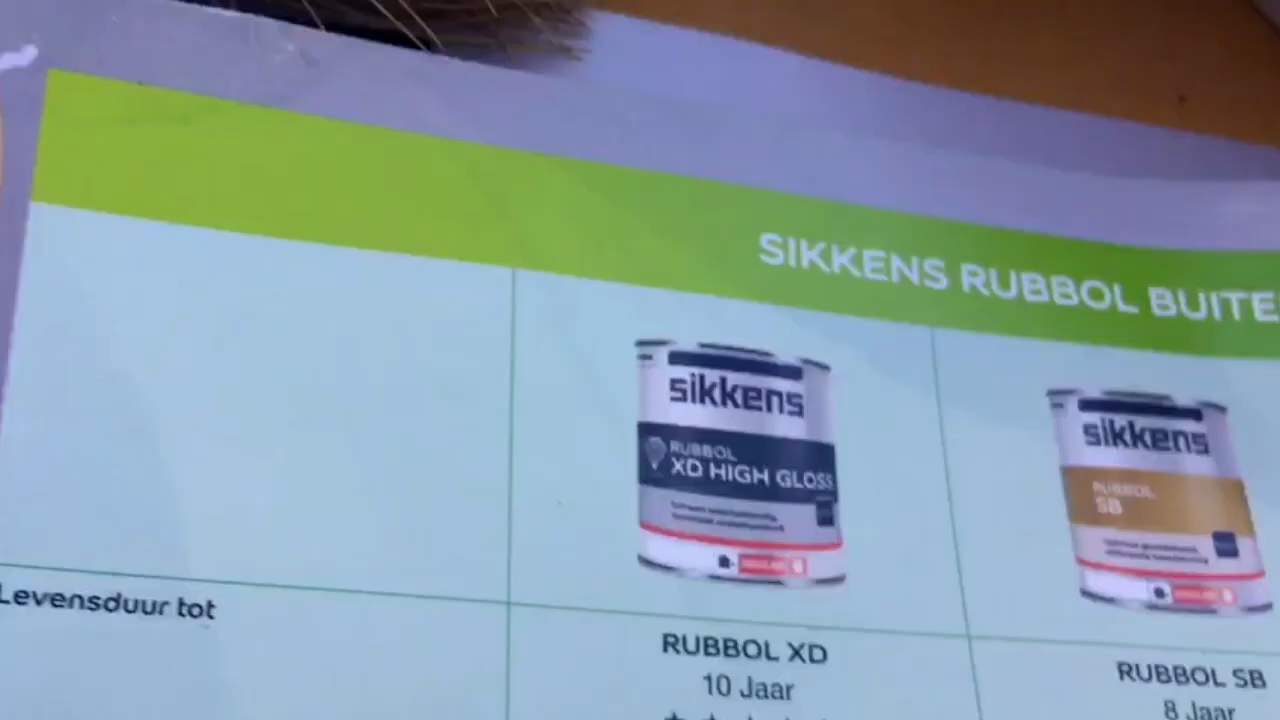 SIKKENS RUBBOL BUITE
sikkens
RUBBOL
XD HIGH GLOSS
sikkens
RUBBOL
SB
Levensduur tot
RUBBOL XD
10 Jaar
RUBBOL SB
8 Jaar